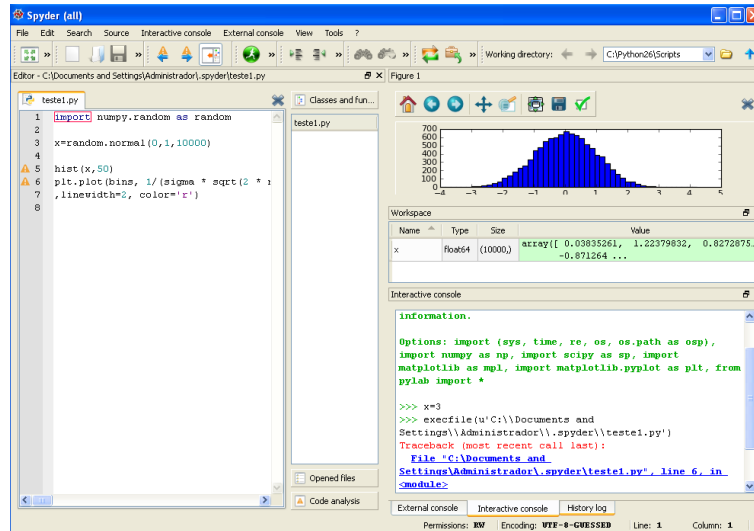 Spyder (all)
File Edit Search Source Interactive console External console View Tools ?
» » » » » Working directory: C:\Python26\Scripts »
Editor - C:\Documents and Settings\Administrador\.spyder\teste1.py
teste1.py
1 import numpy.random as random
2
3 x=random.normal(0,1,10000)
4
5 hist(x,50)
6 plt.plot(bins, 1/(sigma * sqrt(2 *
7 ,linewidth=2, color='r')
8
Classes and fun...
teste1.py
Opened files
Code analysis
Figure 1
700
600
500
400
300
200
100
0
-4 -3 -2 -1 0 1 2 3 4 5
Workspace
Name Type Size Value
x float64 (10000,) array([ 0.03835261, 1.22379832, 0.8272875...
-0.871264 ...
Interactive console
information.
Options: import (sys, time, re, os, os.path as osp),
import numpy as np, import scipy as sp, import
matplotlib as mpl, import matplotlib.pyplot as plt, from
pylab import *
>>> x=3
>>> execfile(u'C:\\Documents and
Settings\\Administrador\\.spyder\\teste1.py')
Traceback (most recent call last):
File "C:\Documents and
Settings\Administrador\.spyder\teste1.py", line 6, in
<module>
External console Interactive console History log
Permissions: RW Encoding: UTF-8-GUESSED Line: 1 Column: 1